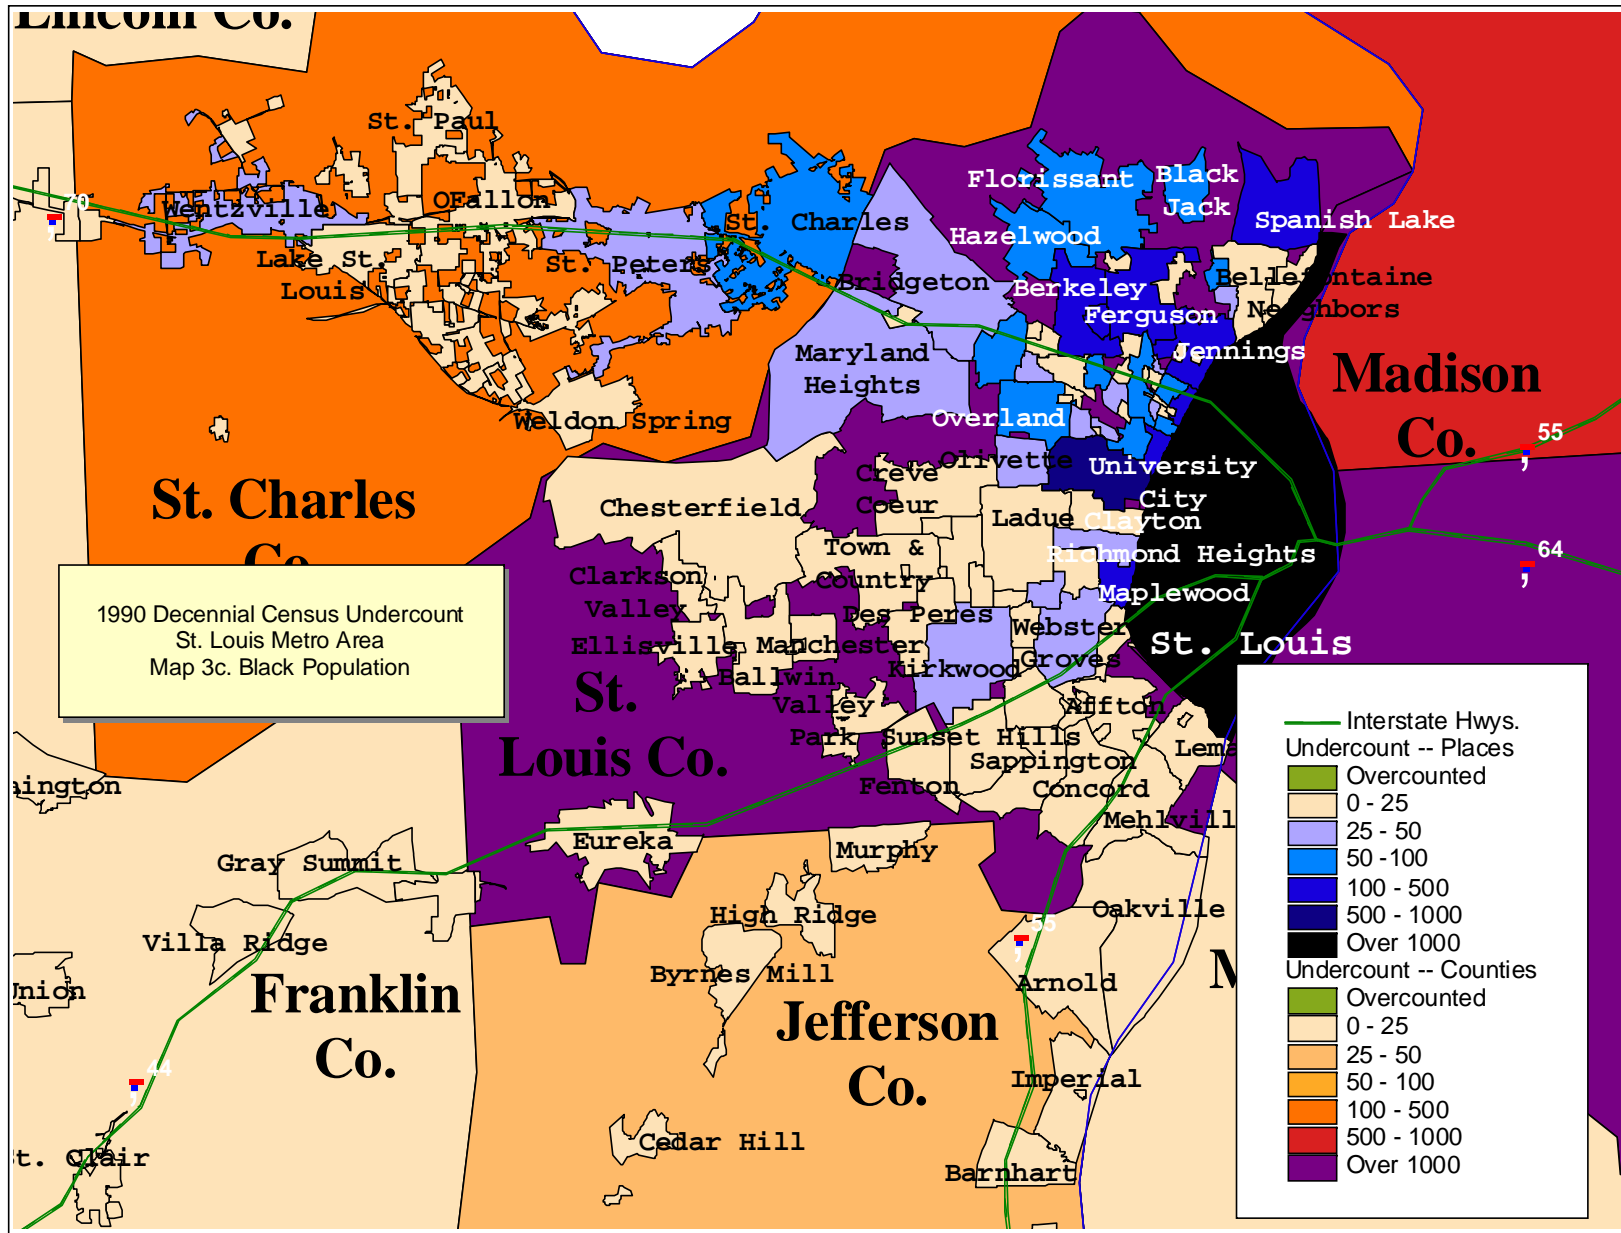 Lincoln Co.
St. Paul
Florissant
Black
Jack
70
Wentzville
OFallon
St. Charles
Spanish Lake
Hazelwood
Lake St.
Louis
St. Peters
Bridgeton
Berkeley
Bellefontaine
Neighbors
Ferguson
Maryland
Heights
Jennings
Madison
Co.
Weldon Spring
Overland
55
St. Charles
Co.
Creve
Coeur
Olivette
University
City
Chesterfield
Ladue
Clayton
Town &
Country
Richmond Heights
64
Clarkson
Valley
Maplewood
1990 Decennial Census Undercount
St. Louis Metro Area
Map 3c. Black Population
Des Peres
Webster
Groves
Ellisville
Manchester
Kirkwood
St. Louis
Ballwin
St.
Louis Co.
Valley
Park
Affton
Sunset Hills
Sappington
Lema
Fenton
Concord
Mehlvill
Eureka
Murphy
Gray Summit
High Ridge
Oakville
55
Villa Ridge
Byrnes Mill
Arnold
Union
Franklin
Co.
Jefferson
Co.
M
44
Imperial
Cedar Hill
t. Clair
Barnhart
Interstate Hwys.
Undercount -- Places
Overcounted
0 - 25
25 - 50
50 -100
100 - 500
500 - 1000
Over 1000
Undercount -- Counties
Overcounted
0 - 25
25 - 50
50 - 100
100 - 500
500 - 1000
Over 1000